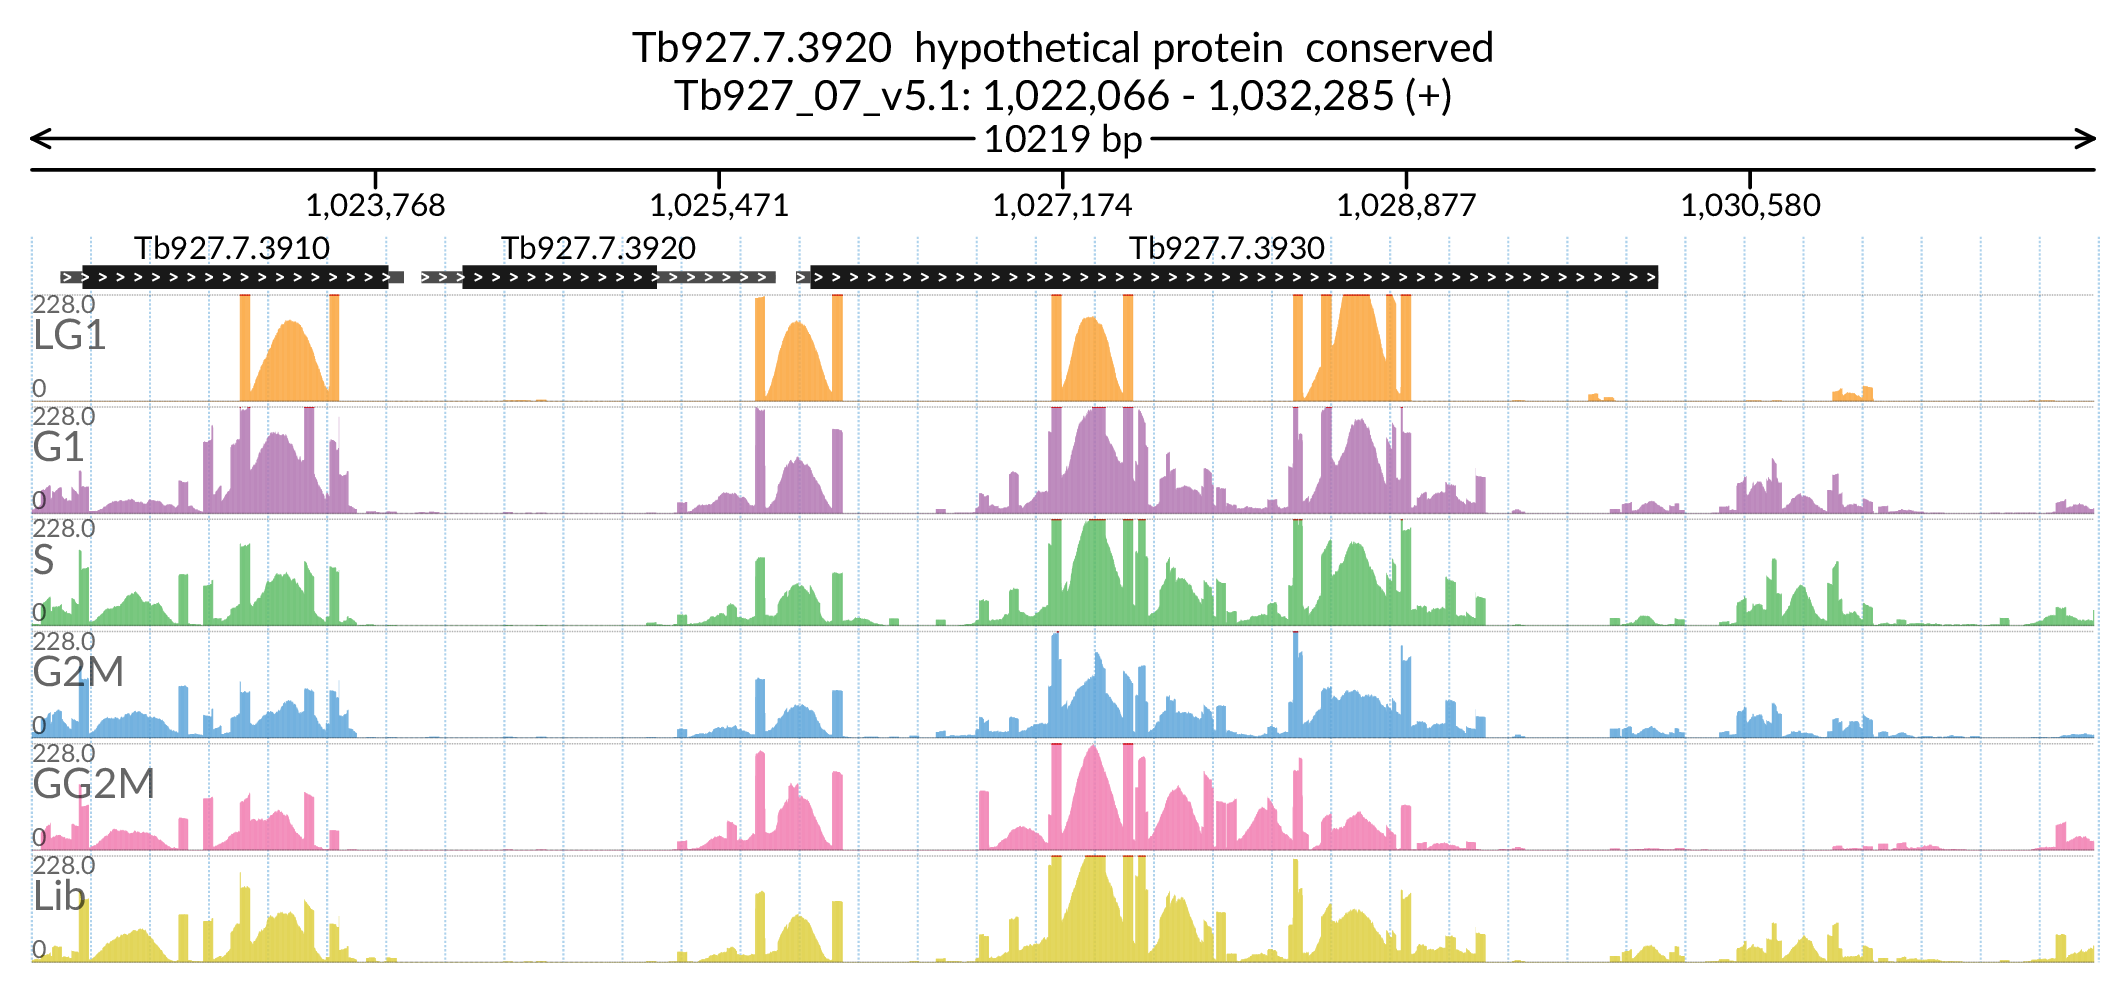 Tb927.7.3920 hypothetical protein conserved
Tb927_07_v5.1: 1,022,066 - 1,032,285 (+)
10219 bp
1,023,768 1,025,471 1,027,174 1,028,877 1,030,580
Tb927.7.3910 Tb927.7.3920 Tb927.7.3930
228.0
LG1
0
228.0
G1
0
228.0
S
0
228.0
G2M
0
228.0
GG2M
0
228.0
Lib
0